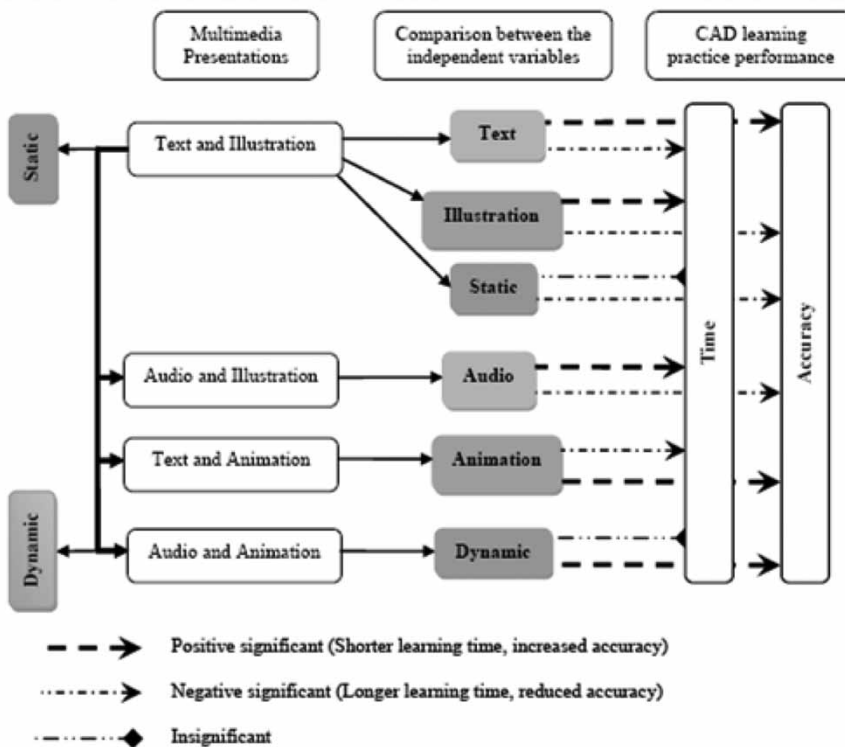 Multimedia
Presentations
Comparison between the
independent variables
CAD learning
practice performance
Static
Text and Illustration
Text
Illustration
Static
Audio and Illustration
Audio
Text and Animation
Animation
Dynamic
Audio and Animation
Dynamic
Time
Accuracy
Positive significant (Shorter learning time, increased accuracy)
Negative significant (Longer learning time, reduced accuracy)
Insignificant